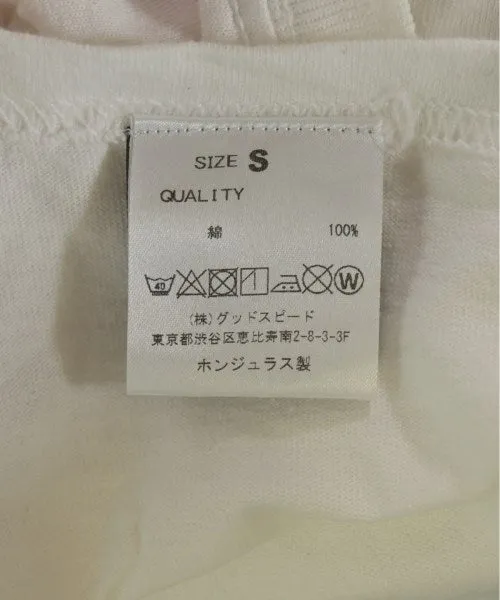 SIZE S
QUALITY
綿 100%
40 W
(株)グッドスピード
東京都渋谷区恵比寿南2-8-3-3F
ホンジュラス製